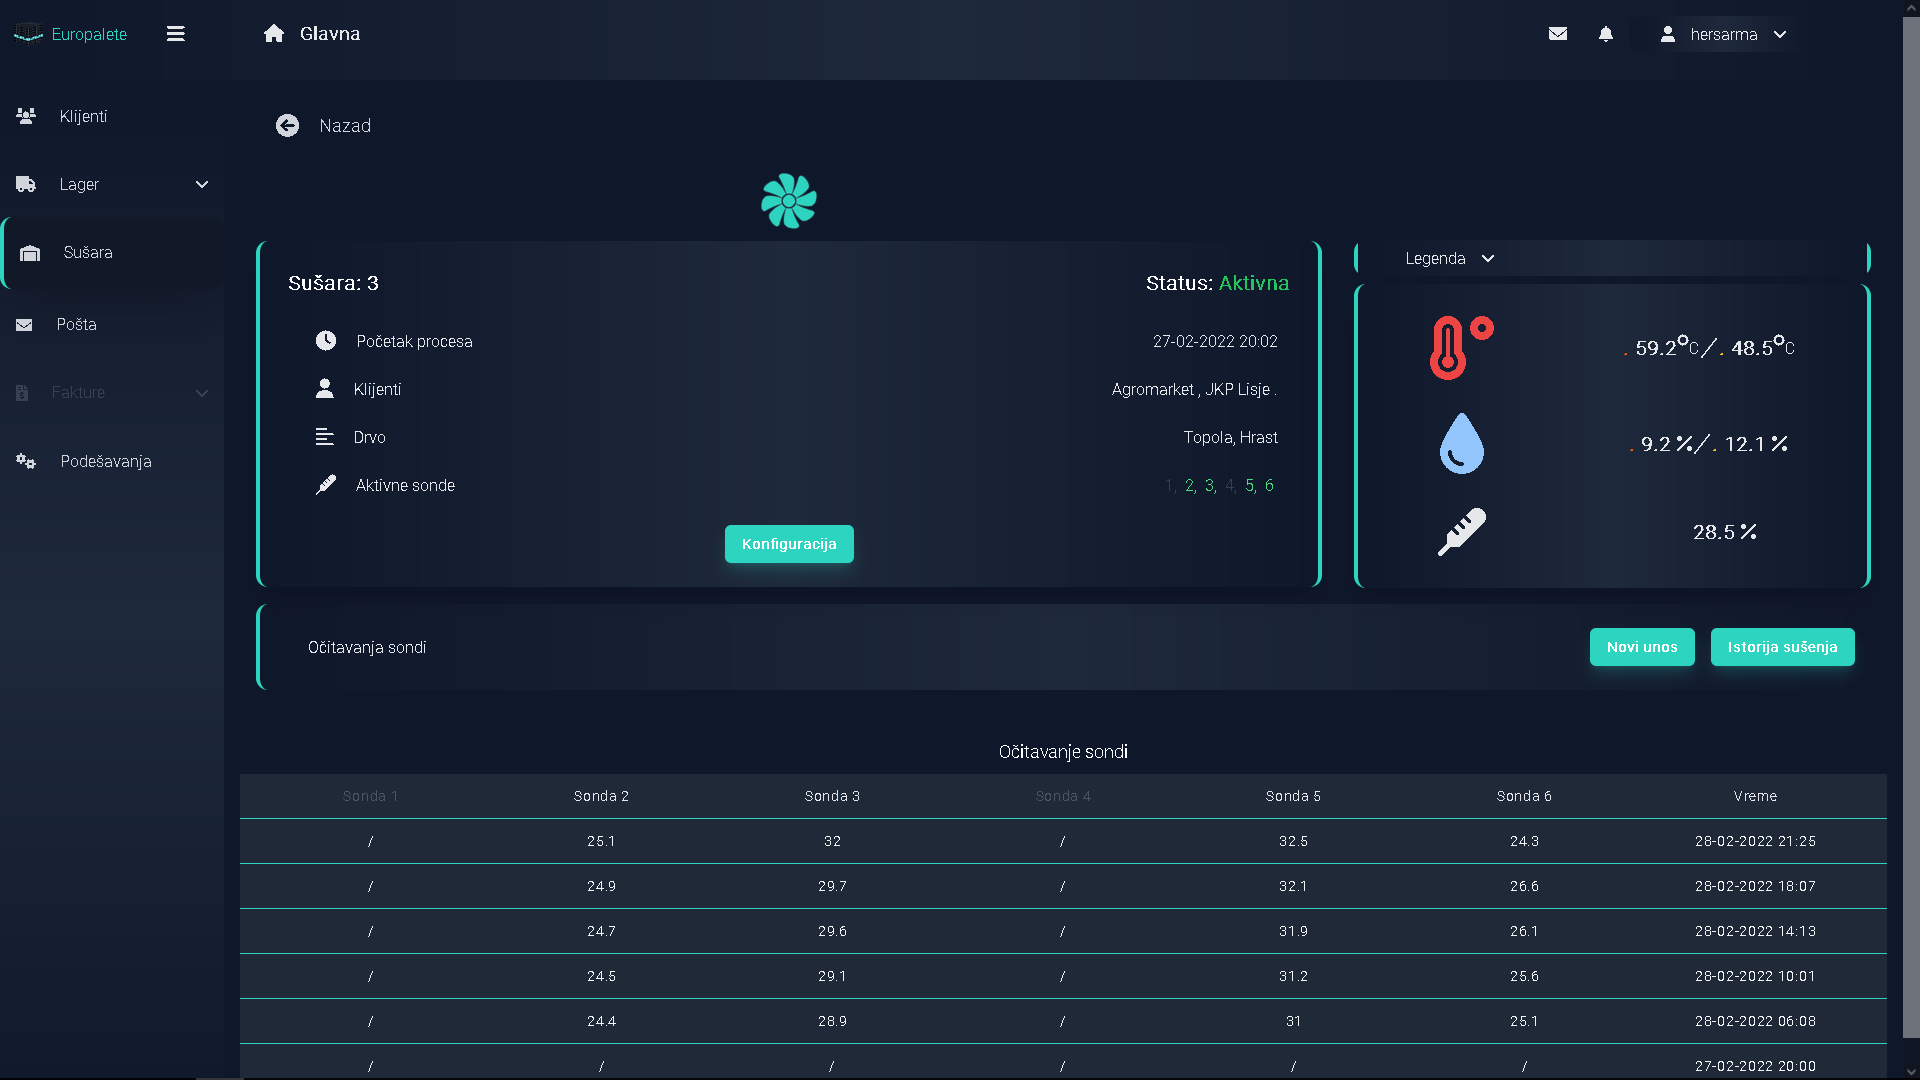 Europalete
Glavna
hersarma
Klijenti
Lager
Sušara
Pošta
Fakture
Podešavanja
Nazad
Sušara: 3
Status: Aktivna
Početak procesa
27-02-2022 20:02
Klijenti
Agromarket , JKP Lisje .
Drvo
Topola, Hrast
Aktivne sonde
1, 2, 3, 4, 5, 6
Konfiguracija
Legenda
59.2°C/ 48.5°C
9.2 %/ 12.1 %
28.5 %
Očitavanja sondi
Novi unos
Istorija sušenja
Očitavanje sondi
Sonda 1 Sonda 2 Sonda 3 Sonda 4 Sonda 5 Sonda 6 Vreme
/ 25.1 32 / 32.5 24.3 28-02-2022 21:25
/ 24.9 29.7 / 32.1 26.6 28-02-2022 18:07
/ 24.7 29.6 / 31.9 26.1 28-02-2022 14:13
/ 24.5 29.1 / 31.2 25.6 28-02-2022 10:01
/ 24.4 28.9 / 31 25.1 28-02-2022 06:08
/ / / / / / 27-02-2022 20:00